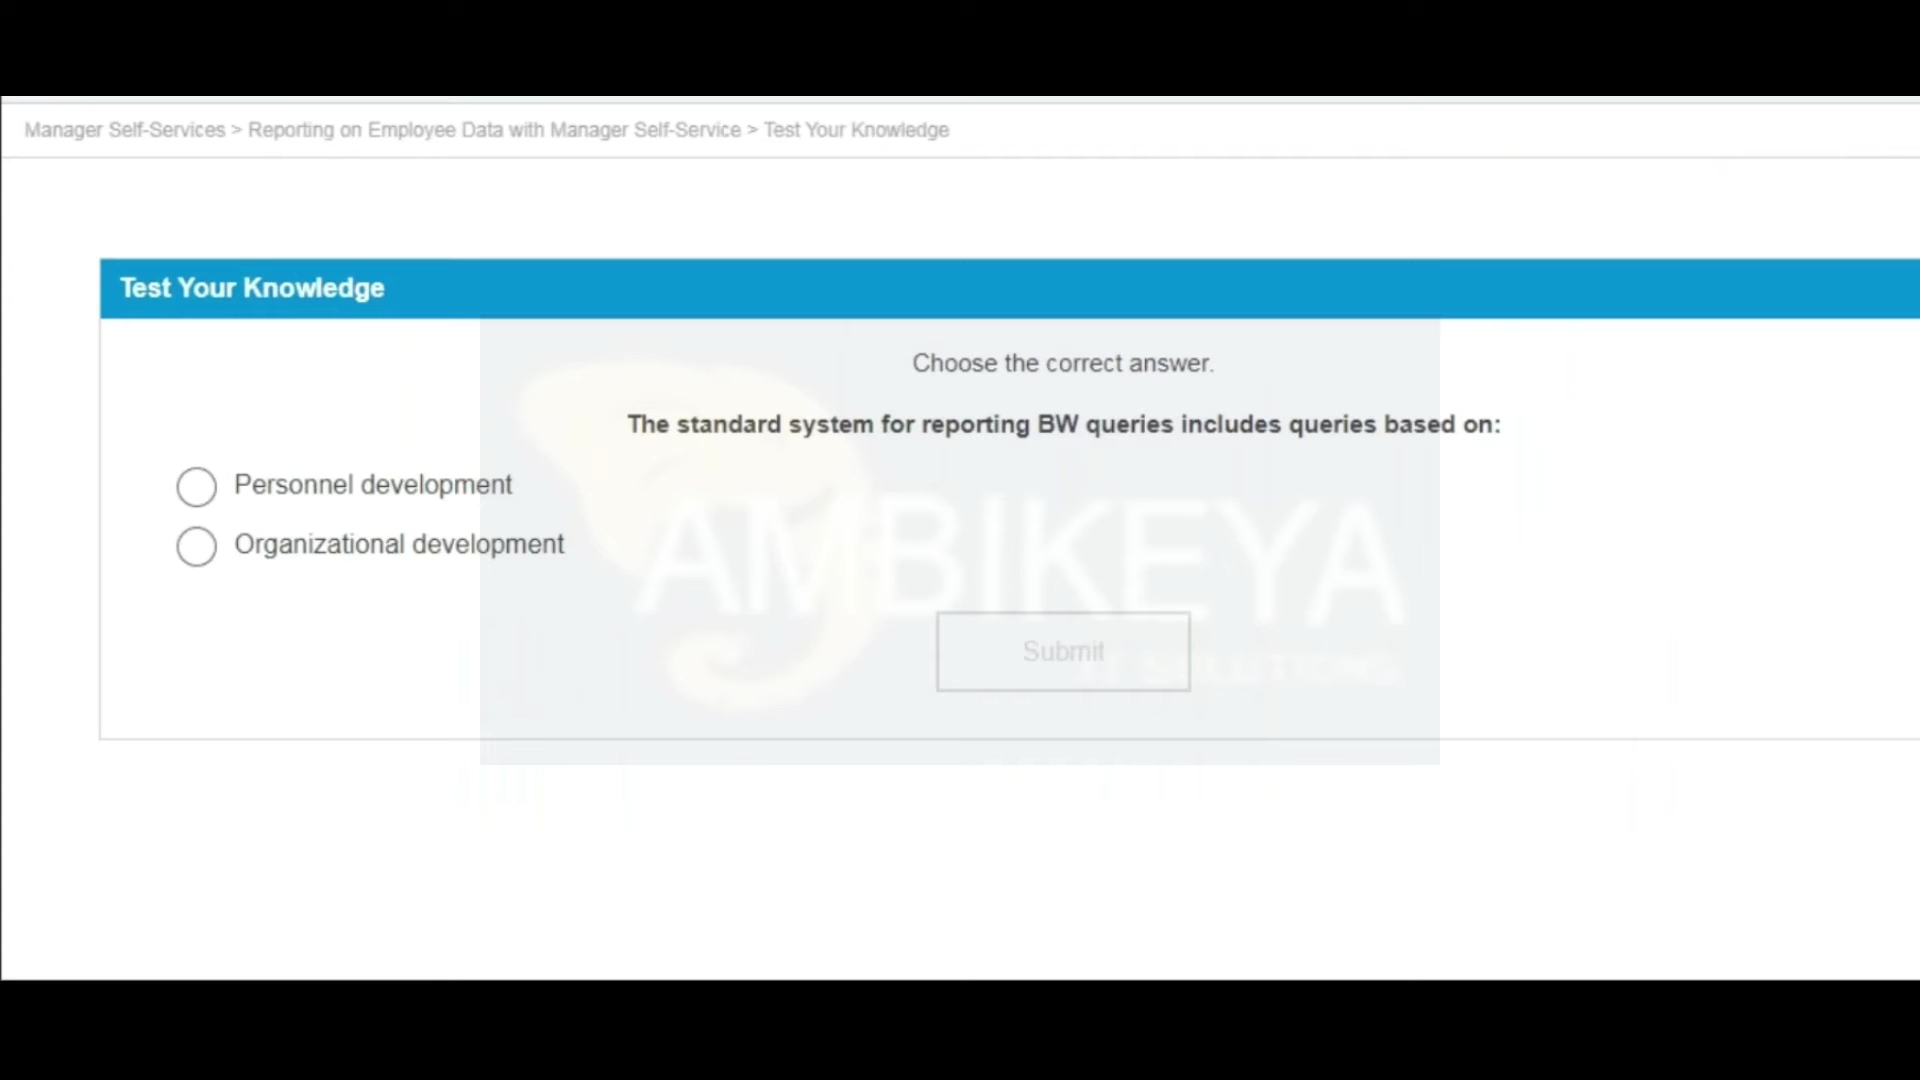 Manager Self-Services > Reporting on Employee Data with Manager Self-Service > Test Your Knowledge
Test Your Knowledge
Choose the correct answer.
The standard system for reporting BW queries includes queries based on:
Personnel development
Organizational development
AMBIKEYA
Submit
IT SOLUTIONS